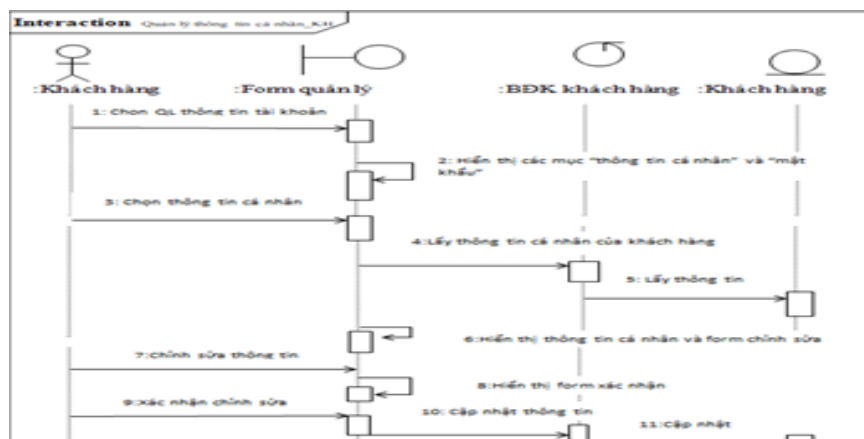 Interaction Quản lý thông tin cá nhân_KH
:Khách hàng
:Form quản lý
:BĐK khách hàng
:Khách hàng
1: Chọn QL thông tin tài khoản
2: Hiển thị các mục "thông tin cá nhân" và "mật
khẩu"
3: Chọn thông tin cá nhân
4:Lấy thông tin cá nhân của khách hàng
5: Lấy thông tin
6:Hiển thị thông tin cá nhân và form chỉnh sửa
7:Chỉnh sửa thông tin
8:Hiển thị form xác nhận
9:Xác nhận chỉnh sửa
10: Cập nhật thông tin
11:Cập nhật